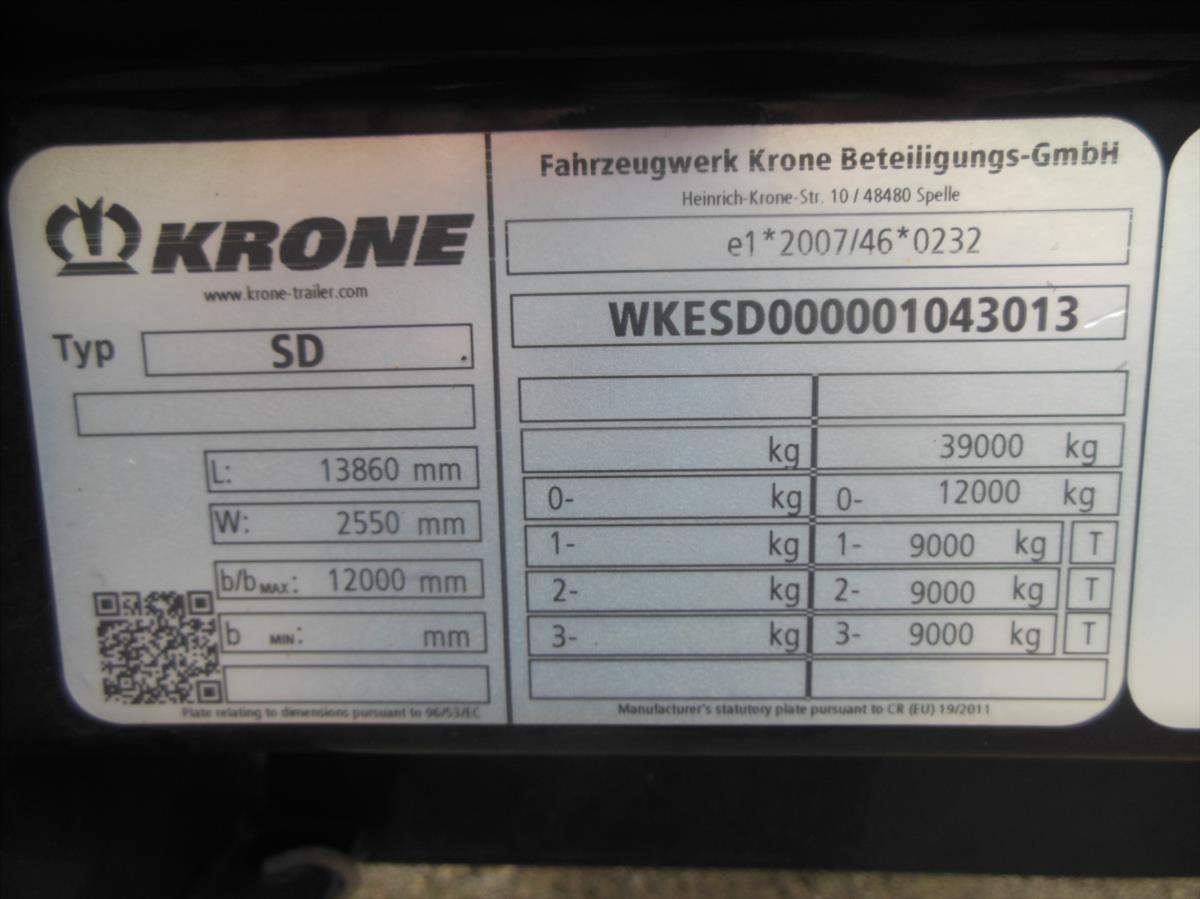 KRONE
www.krone-trailer.com
Typ SD
L: 13860 mm
W: 2550 mm
b/b MAX: 12000 mm
b MIN: mm
Plate relating to dimensions pursuant to 96/53/EC
Fahrzeugwerk Krone Beteiligungs-GmbH
Heinrich-Krone-Str. 10 / 48480 Spelle
e1*2007/46*0232
WKESD000001043013
kg 39000 kg
0- kg 0- 12000 kg
1- kg 1- 9000 kg T
2- kg 2- 9000 kg T
3- kg 3- 9000 kg T
Manufacturer's statutory plate pursuant to CR (EU) 19/2011